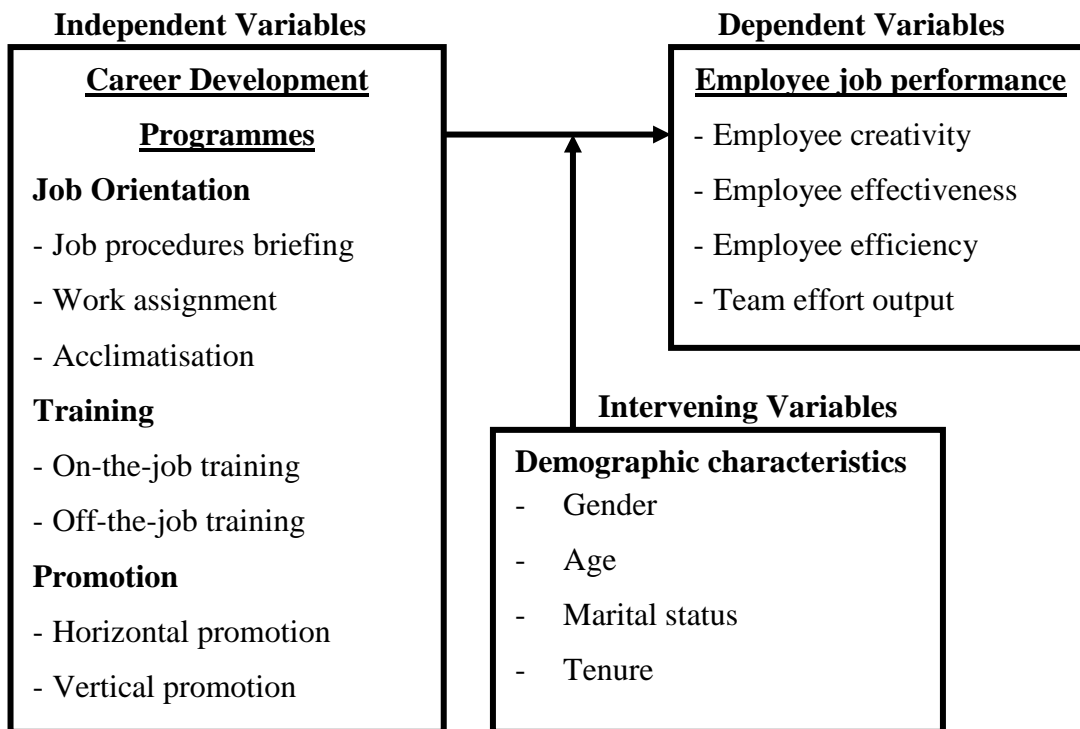 Independent Variables
Career Development
Programmes
Job Orientation
- Job procedures briefing
- Work assignment
- Acclimatisation
Training
- On-the-job training
- Off-the-job training
Promotion
- Horizontal promotion
- Vertical promotion
Dependent Variables
Employee job performance
- Employee creativity
- Employee effectiveness
- Employee efficiency
- Team effort output
Intervening Variables
Demographic characteristics
- Gender
- Age
- Marital status
- Tenure